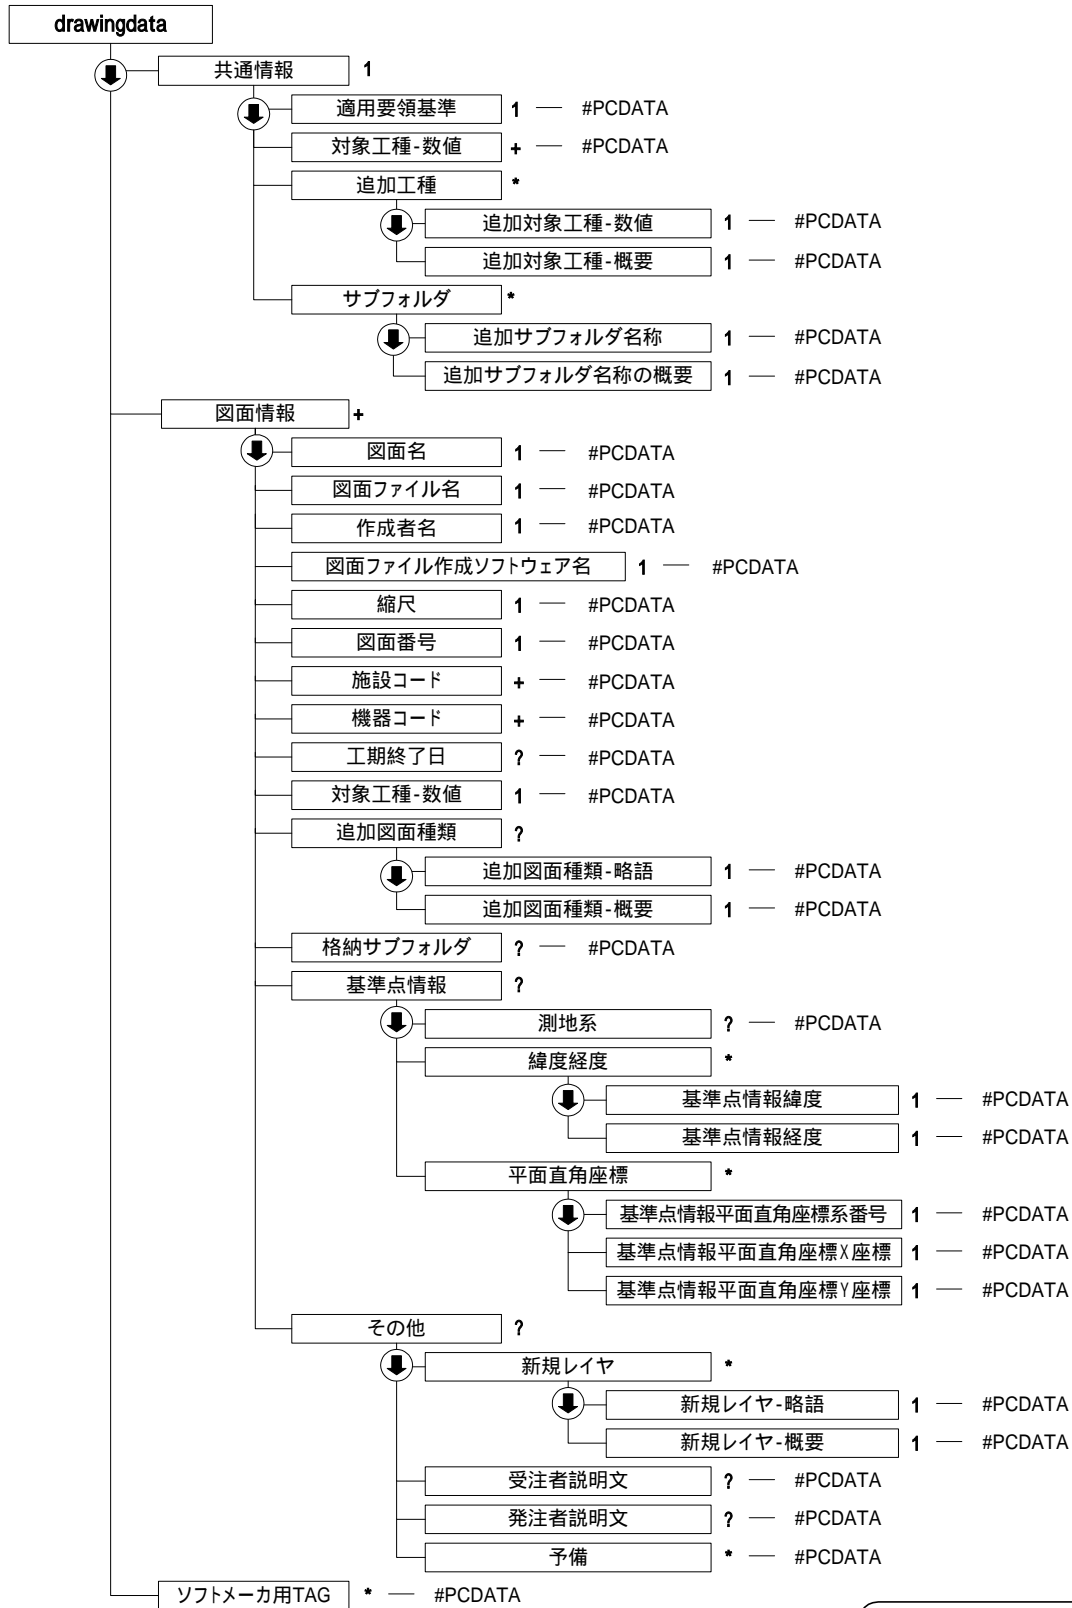 drawingdata
共通情報 1
適用要領基準 1 #PCDATA
対象工種-数値 + #PCDATA
追加工種 *
追加対象工種-数値 1 #PCDATA
追加対象工種-概要 1 #PCDATA
サブフォルダ *
追加サブフォルダ名称 1 #PCDATA
追加サブフォルダ名称の概要 1 #PCDATA
図面情報 +
図面名 1 #PCDATA
図面ファイル名 1 #PCDATA
作成者名 1 #PCDATA
図面ファイル作成ソフトウェア名 1 #PCDATA
縮尺 1 #PCDATA
図面番号 1 #PCDATA
施設コード + #PCDATA
機器コード + #PCDATA
工期終了日 ? #PCDATA
対象工種-数値 1 #PCDATA
追加図面種類 ?
追加図面種類-略語 1 #PCDATA
追加図面種類-概要 1 #PCDATA
格納サブフォルダ ? #PCDATA
基準点情報 ?
測地系 ? #PCDATA
緯度経度 *
基準点情報緯度 1 #PCDATA
基準点情報経度 1 #PCDATA
平面直角座標 *
基準点情報平面直角座標系番号 1 #PCDATA
基準点情報平面直角座標X座標 1 #PCDATA
基準点情報平面直角座標Y座標 1 #PCDATA
その他 ?
新規レイヤ *
新規レイヤ-略語 1 #PCDATA
新規レイヤ-概要 1 #PCDATA
受注者説明文 ? #PCDATA
発注者説明文 ? #PCDATA
予備 * #PCDATA
ソフトメーカ用TAG * #PCDATA